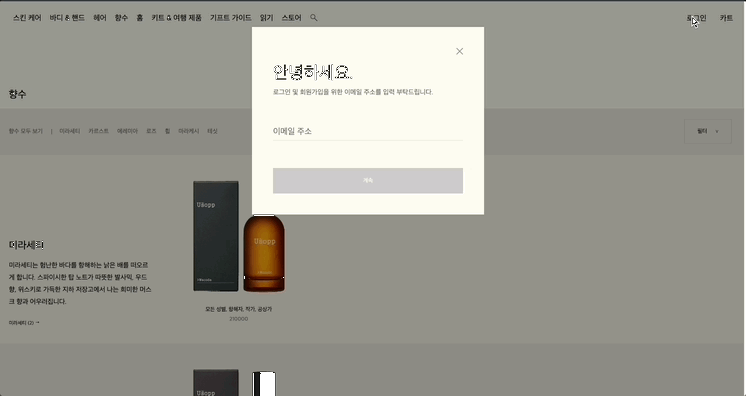 스킨 케어 바디 & 핸드 헤어 향수 홈 키트 & 여행 제품 기프트 가이드 읽기 스토어
로그인 카트
안녕하세요.
로그인 및 회원가입을 위한 이메일 주소를 입력 부탁드립니다.
이메일 주소
계속
향수
향수 모두 보기 | 미라세티 카르스트 에레미아 로즈 휠 마라케시 테싯
필터
미라세티
미라세티는 험난한 바다를 항해하는 낡은 배를 떠오르
게 합니다. 스파이시한 탑 노트가 따뜻한 발사믹, 우드
향, 위스키로 가득한 지하 저장고에서 나는 희미한 머스
크 향과 어우러집니다.
미라세티 (2) →
Usopp
Usopp
모든 성별, 항해자, 작가, 공상가
Usopp